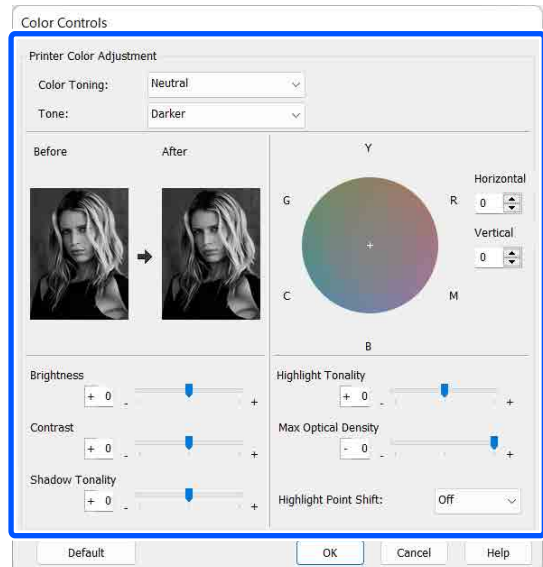 Color Controls
Printer Color Adjustment
Color Toning: Neutral
Tone: Darker
Before After
Y
G R
C M
B
Horizontal
0
Vertical
0
Brightness
+ 0 - +
Contrast
+ 0 - +
Shadow Tonality
+ 0 - +
Highlight Tonality
+ 0 - +
Max Optical Density
- 0 - +
Highlight Point Shift: Off
Default OK Cancel Help